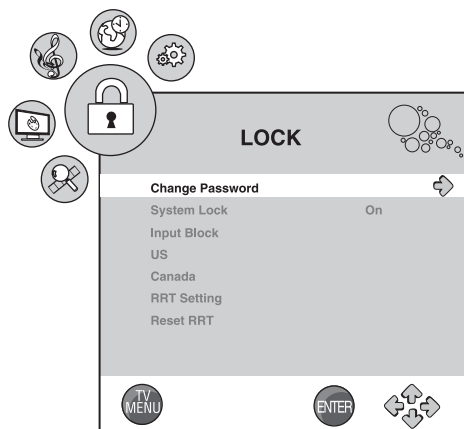 LOCK
Change Password
System Lock On
Input Block
US
Canada
RRT Setting
Reset RRT
TV
MENU
ENTER